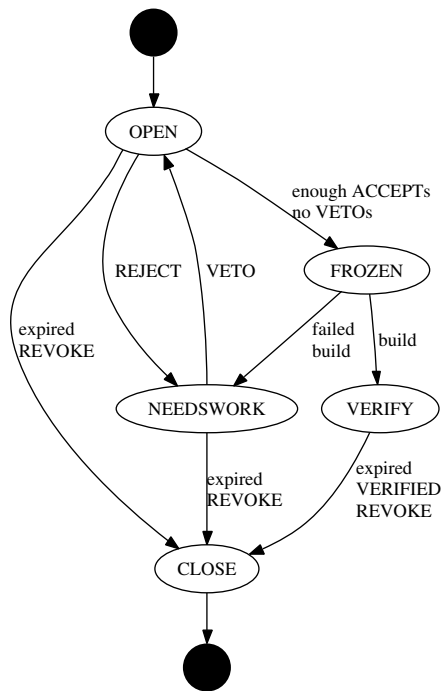 OPEN
enough ACCEPTs
no VETOs
REJECT
VETO
FROZEN
expired
REVOKE
failed
build
build
NEEDSWORK
VERIFY
expired
REVOKE
expired
VERIFIED
REVOKE
CLOSE